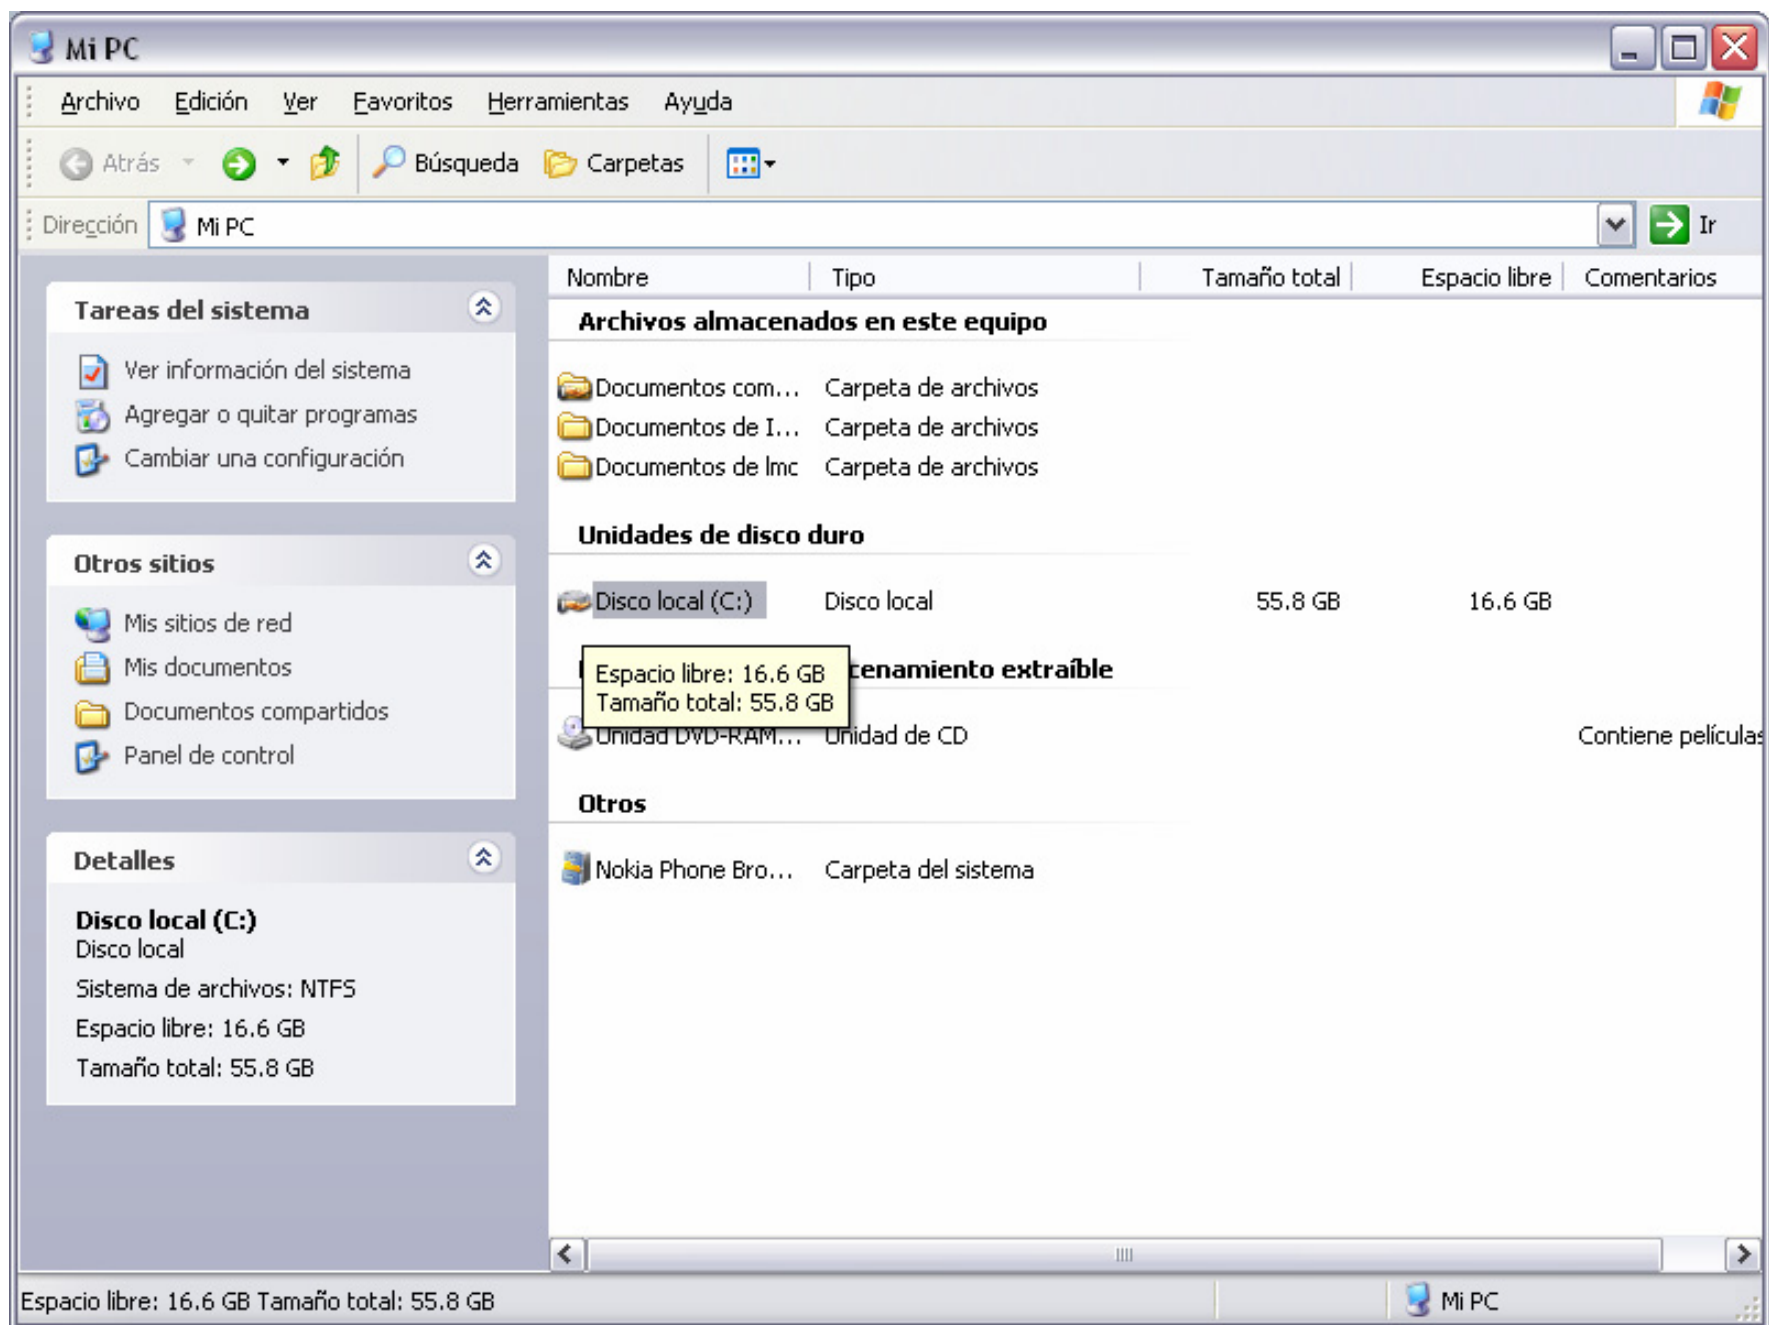 Mi PC
Archivo Edición Ver Favoritos Herramientas Ayuda
Atrás Búsqueda Carpetas
Dirección Mi PC Ir
Tareas del sistema
Ver información del sistema
Agregar o quitar programas
Cambiar una configuración
Otros sitios
Mis sitios de red
Mis documentos
Documentos compartidos
Panel de control
Detalles
Disco local (C:)
Disco local
Sistema de archivos: NTFS
Espacio libre: 16.6 GB
Tamaño total: 55.8 GB
Nombre Tipo Tamaño total Espacio libre Comentarios
Archivos almacenados en este equipo
Documentos com... Carpeta de archivos
Documentos de I... Carpeta de archivos
Documentos de lmc Carpeta de archivos
Unidades de disco duro
Disco local (C:) Disco local 55.8 GB 16.6 GB
Espacio libre: 16.6 GB
Tamaño total: 55.8 GB
cenamiento extraíble
Unidad DVD-RAM... Unidad de CD Contiene películas
Otros
Nokia Phone Bro... Carpeta del sistema
Espacio libre: 16.6 GB Tamaño total: 55.8 GB Mi PC